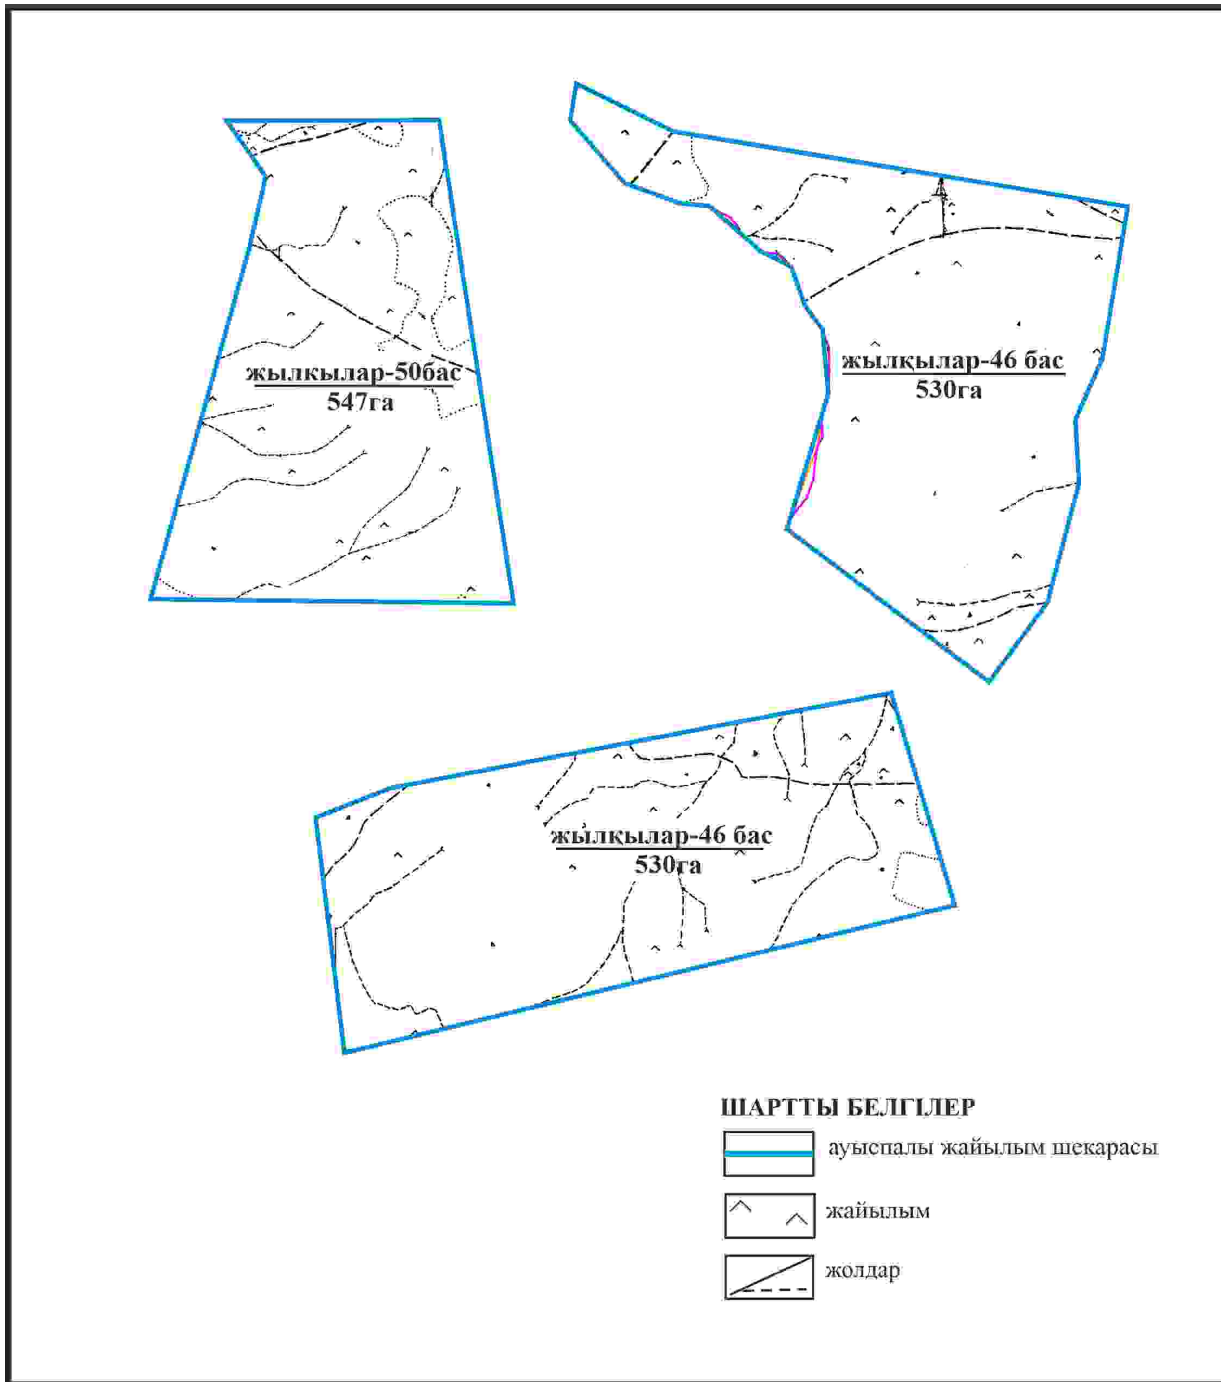 жылкылар-50бас
547га
жылқылар-46 бас
530га
жылқылар-46 бас
530га
ШАРТТЫ БЕЛГІЛЕР
ауыспалы жайылым шекарасы
жайылым
жолдар